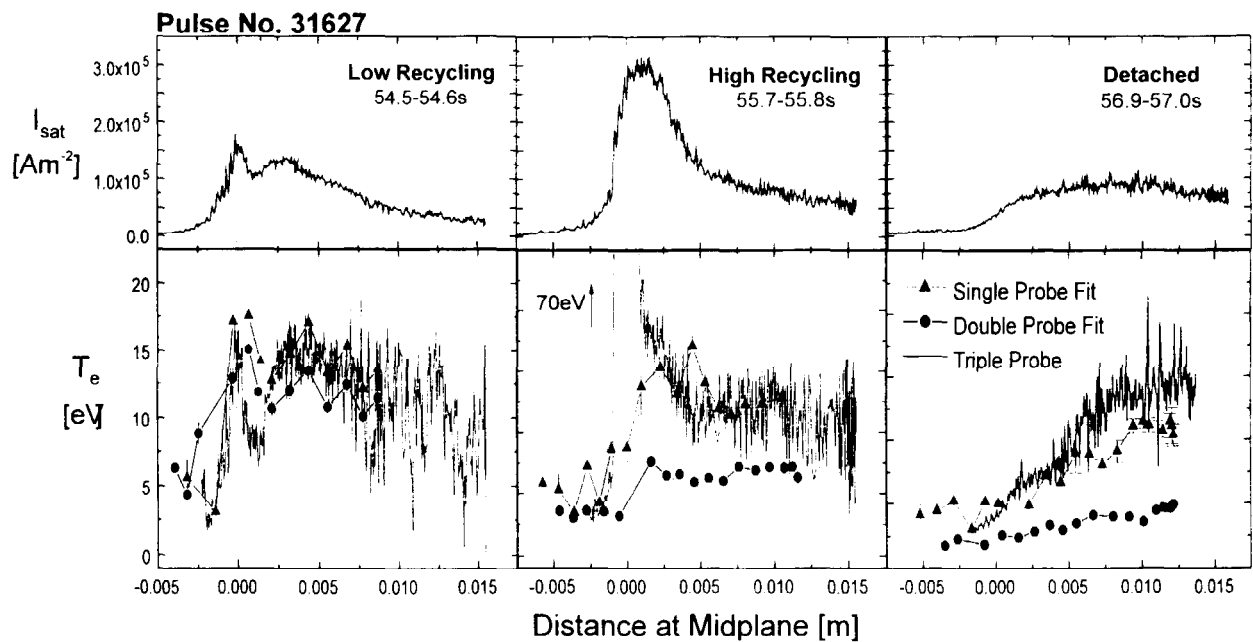 Pulse No. 31627
Low Recycling
54.5-54.6s
High Recycling
55.7-55.8s
Detached
56.9-57.0s
I_sat
[Am^-2]
3.0x10^5
2.0x10^5
1.0x10^5
0.0
T_e
[eV]
20
15
10
5
0
70eV
Single Probe Fit
Double Probe Fit
Triple Probe
-0.005 0.000 0.005 0.010 0.015
-0.005 0.000 0.005 0.010 0.015
-0.005 0.000 0.005 0.010 0.015
Distance at Midplane [m]